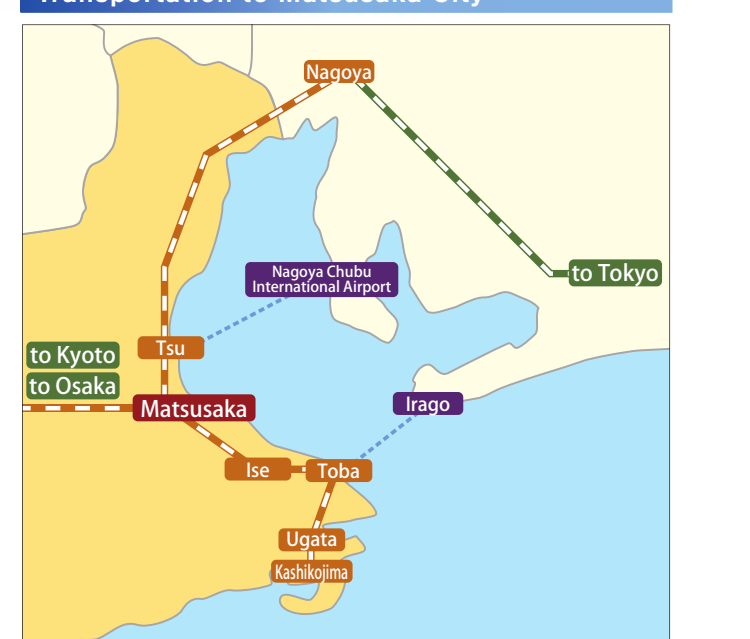 Transportation to Matsusaka City
Nagoya
to Tokyo
Nagoya Chubu
International Airport
Tsu
to Kyoto
to Osaka
Matsusaka
Irago
Ise
Toba
Ugata
Kashikojima